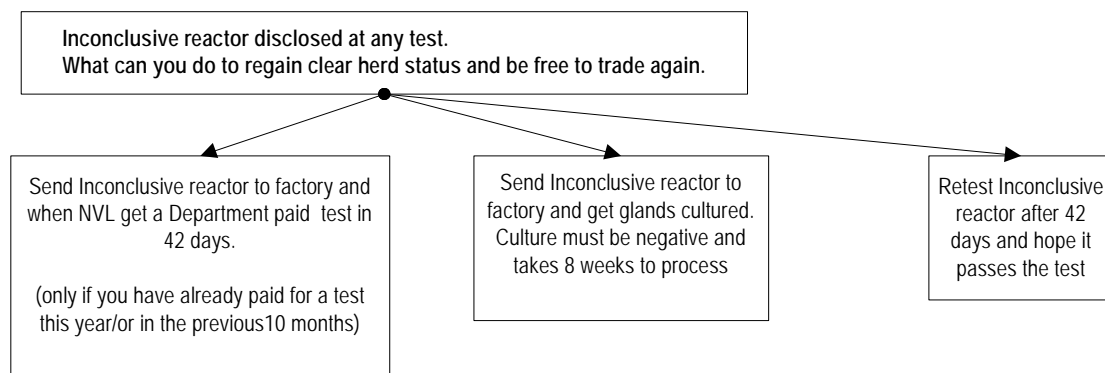 Inconclusive reactor disclosed at any test.
What can you do to regain clear herd status and be free to trade again.
Send Inconclusive reactor to factory and
when NVL get a Department paid  test in
42 days.
(only if you have already paid for a test
this year/or in the previous10 months)
Send Inconclusive reactor to
factory and get glands cultured.
Culture must be negative and
takes 8 weeks to process
Retest Inconclusive
reactor after 42
days and hope it
passes the test